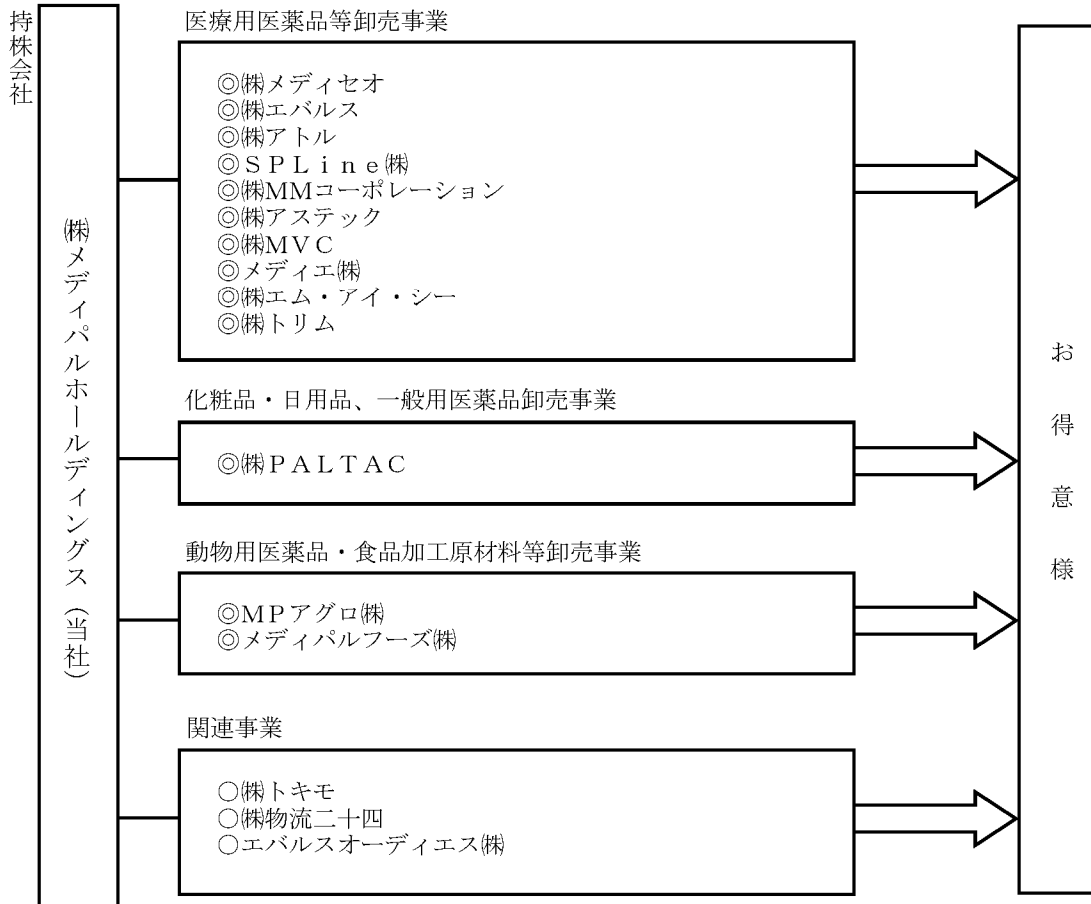 持株会社
㈱メディパルホールディングス（当社）
医療用医薬品等卸売事業
◎㈱メディセオ
◎㈱エバルス
◎㈱アトル
◎ＳＰＬｉｎｅ㈱
◎㈱MMコーポレーション
◎㈱アステック
◎㈱ＭＶＣ
◎メディエ㈱
◎㈱エム・アイ・シー
◎㈱トリム
化粧品・日用品、一般用医薬品卸売事業
◎㈱ＰＡＬＴＡＣ
動物用医薬品・食品加工原材料等卸売事業
◎ＭＰアグロ㈱
◎メディパルフーズ㈱
関連事業
○㈱トキモ
○㈱物流二十四
○エバルスオーディエス㈱
お得意様